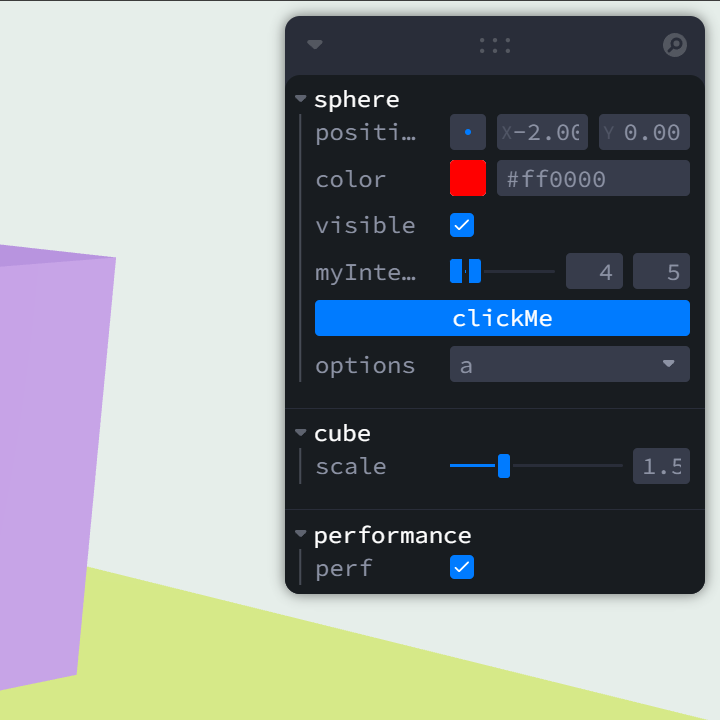 sphere
positi… X -2.00 Y 0.00
color #ff0000
visible
myInte… 4 5
clickMe
options a
cube
scale 1.5
performance
perf